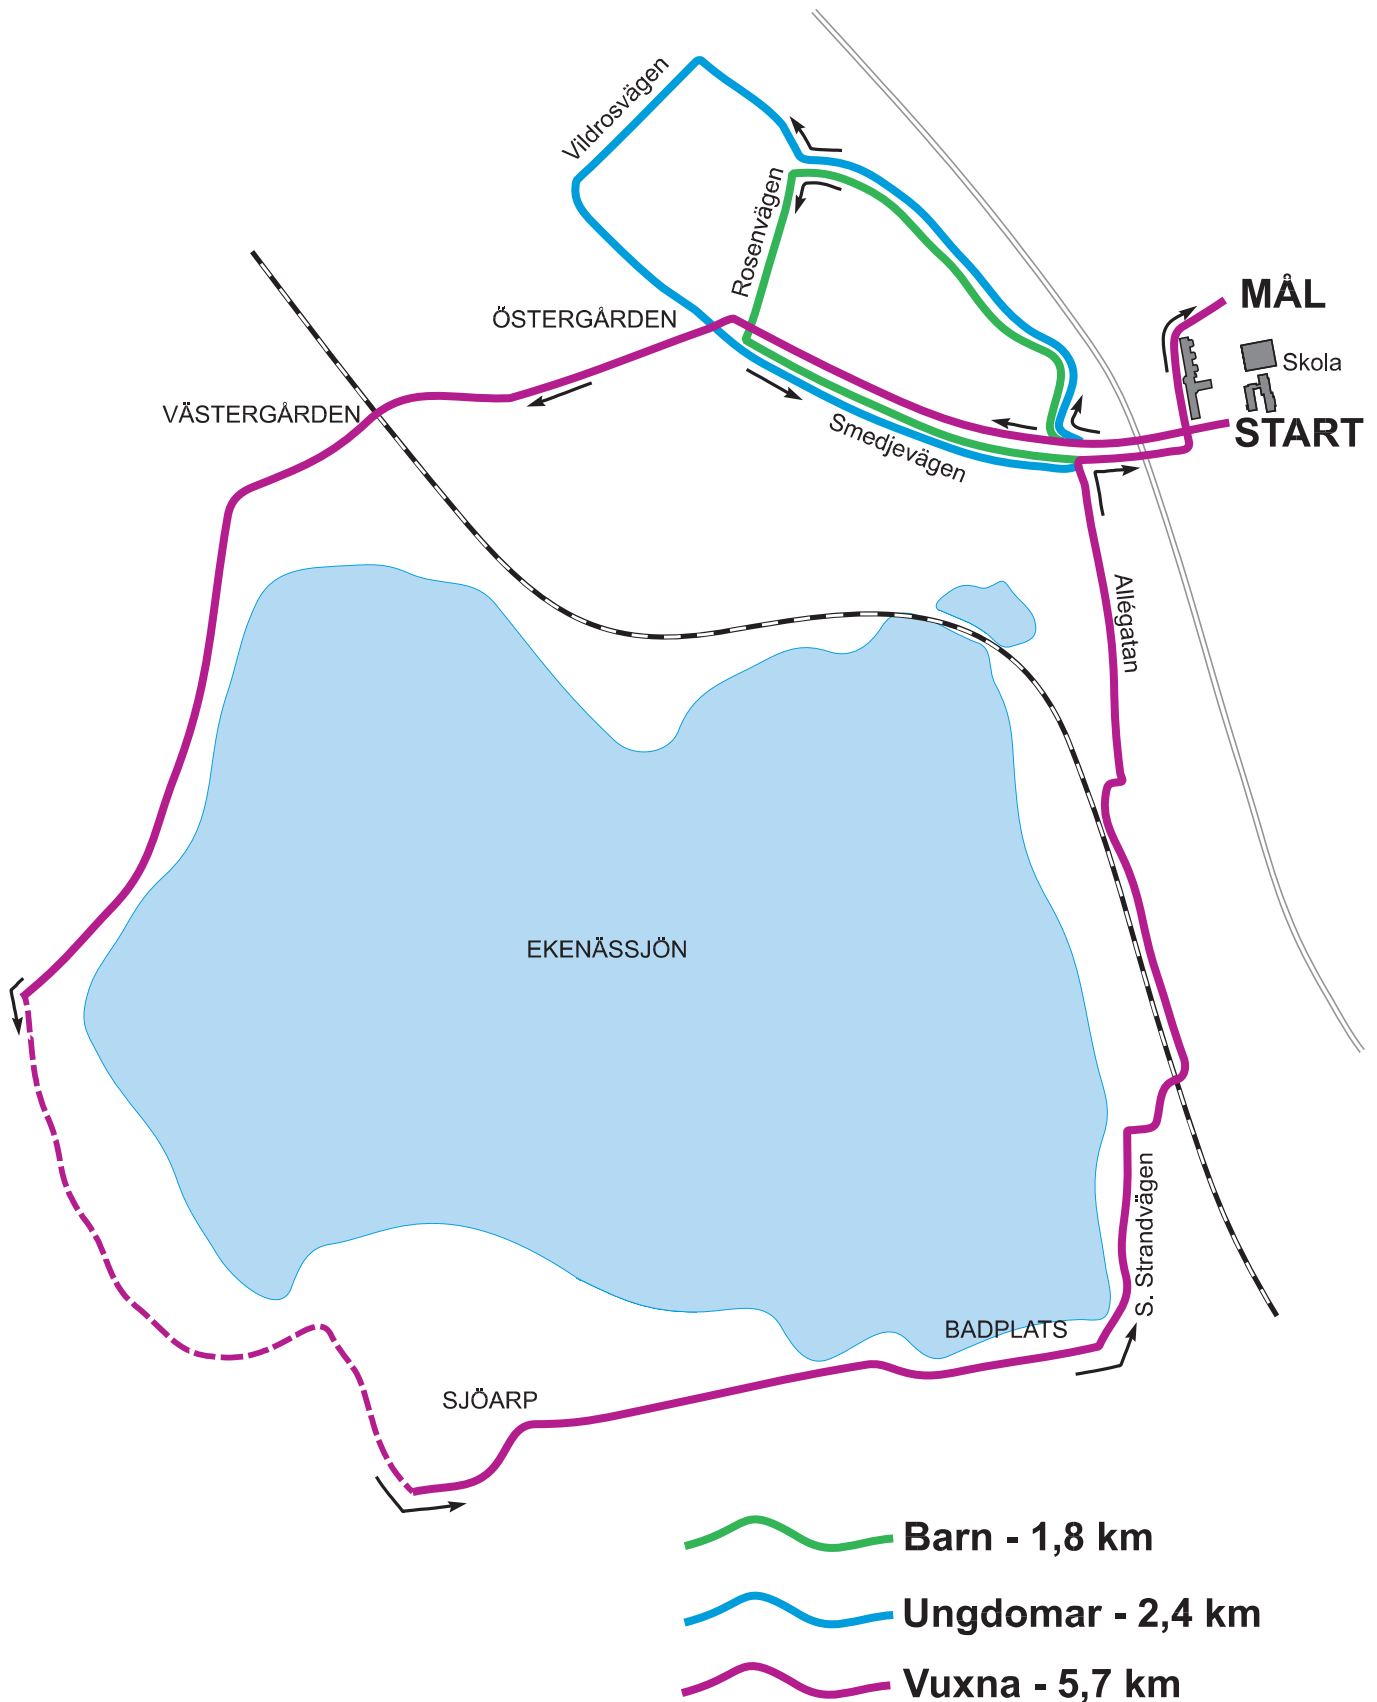 Vildrosvägen
Rosenvägen
MÅL
ÖSTERGÅRDEN
Skola
VÄSTERGÅRDEN
START
Smedjevägen
Allégatan
EKENÄSSJÖN
S. Strandvägen
BADPLATS
SJÖARP
Barn - 1,8 km
Ungdomar - 2,4 km
Vuxna - 5,7 km